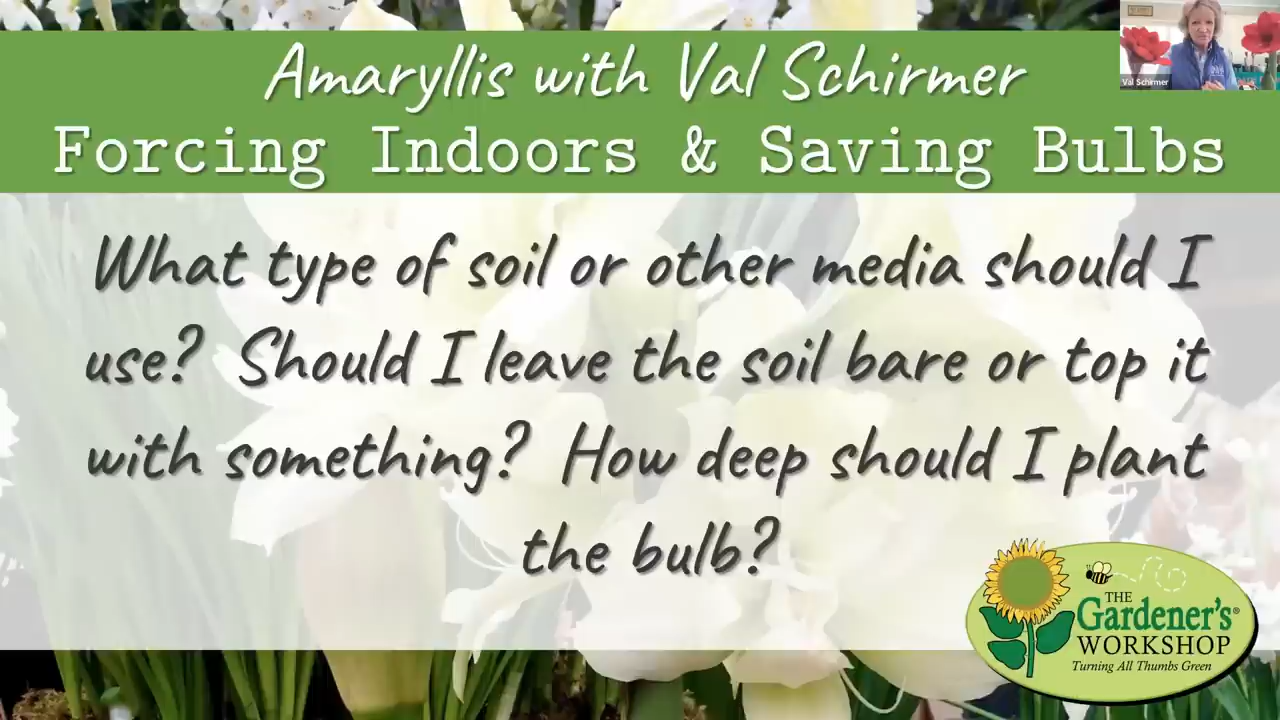 Amaryllis with Val Schirmer
Forcing Indoors & Saving Bulbs
Val Schirmer
What type of soil or other media should I
use? Should I leave the soil bare or top it
with something? How deep should I plant
the bulb?
THE
Gardener's®
WORKSHOP
Turning All Thumbs Green